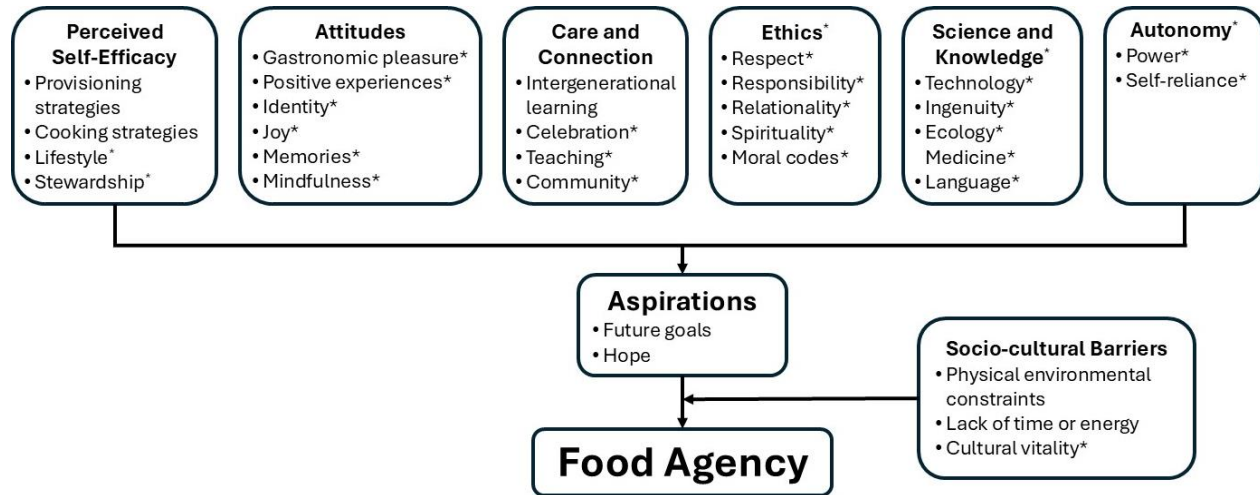 Perceived
Self-Efficacy
• Provisioning
strategies
• Cooking strategies
• Lifestyle*
• Stewardship*
Attitudes
• Gastronomic pleasure*
• Positive experiences*
• Identity*
• Joy*
• Memories*
• Mindfulness*
Care and
Connection
• Intergenerational
learning
• Celebration*
• Teaching*
• Community*
Ethics*
• Respect*
• Responsibility*
• Relationality*
• Spirituality*
• Moral codes*
Science and
Knowledge*
• Technology*
• Ingenuity*
• Ecology*
Medicine*
• Language*
Autonomy*
• Power*
• Self-reliance*
Aspirations
• Future goals
• Hope
Socio-cultural Barriers
• Physical environmental
constraints
• Lack of time or energy
• Cultural vitality*
Food Agency